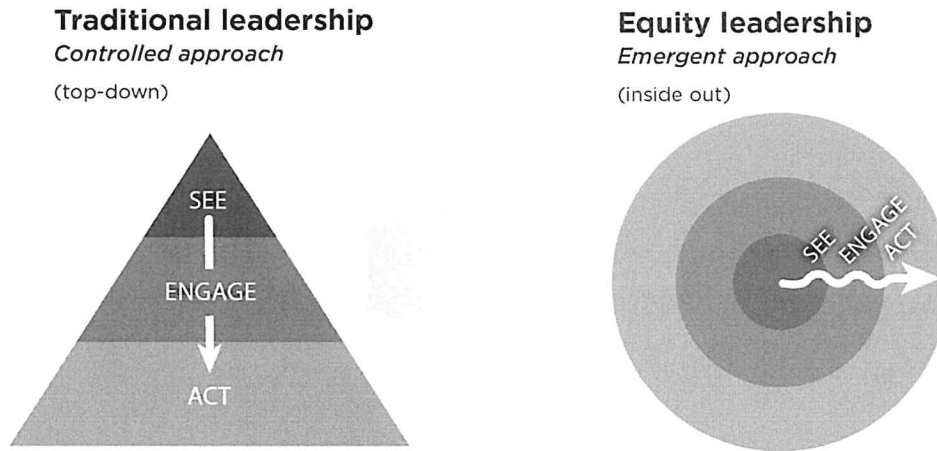 Traditional leadership
Controlled approach
(top-down)
SEE
ENGAGE
ACT
Equity leadership
Emergent approach
(inside out)
SEE
ENGAGE
ACT